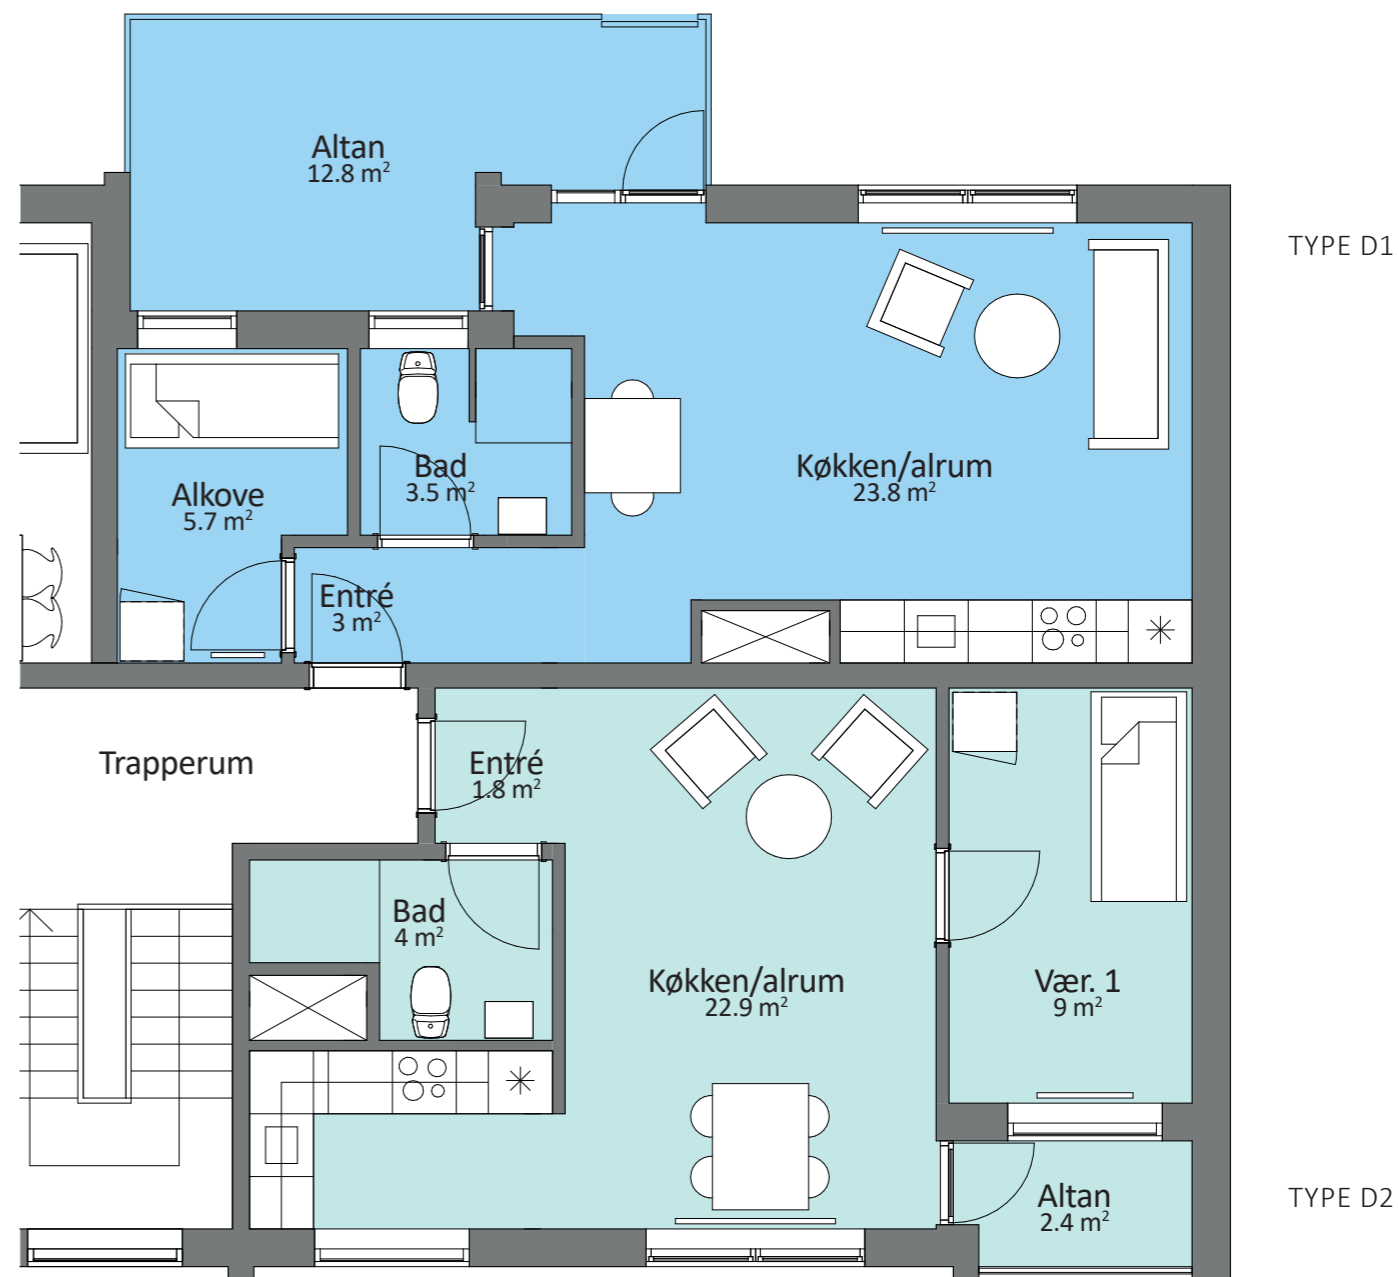 Altan
12.8 m²
TYPE D1
Køkken/alrum
23.8 m²
Bad
3.5 m²
Alkove
5.7 m²
Entré
3 m²
Trapperum
Entré
1.8 m²
Bad
4 m²
Køkken/alrum
22.9 m²
Vær. 1
9 m²
Altan
2.4 m²
TYPE D2